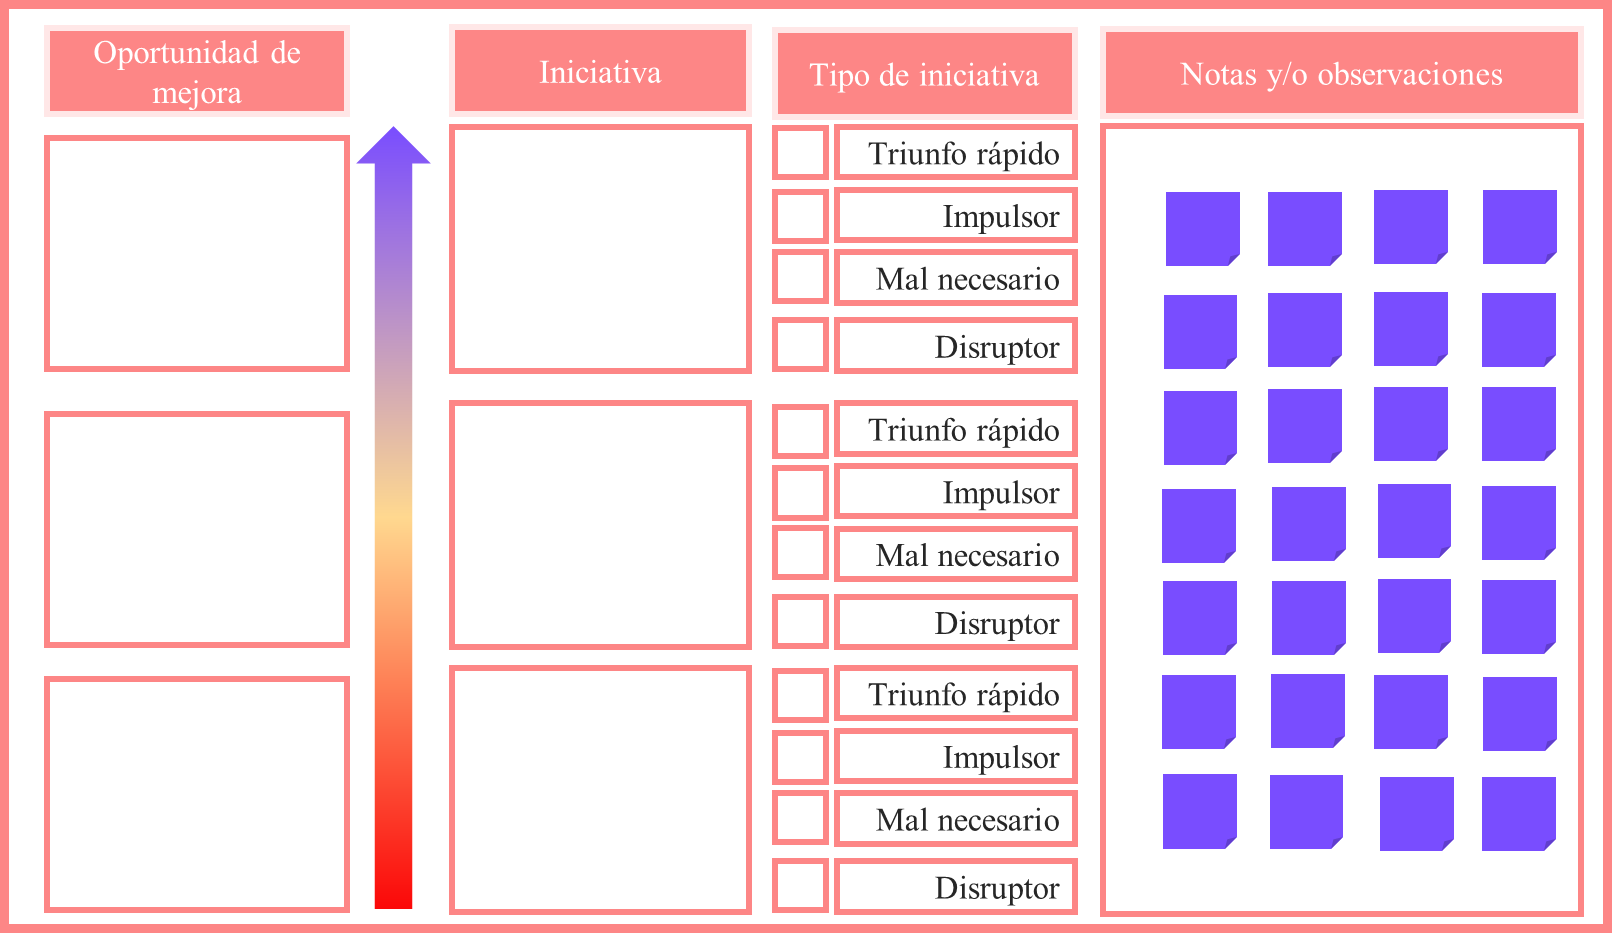 Oportunidad de
mejora
Iniciativa
Tipo de iniciativa
Notas y/o observaciones
Triunfo rápido
Impulsor
Mal necesario
Disruptor
Triunfo rápido
Impulsor
Mal necesario
Disruptor
Triunfo rápido
Impulsor
Mal necesario
Disruptor